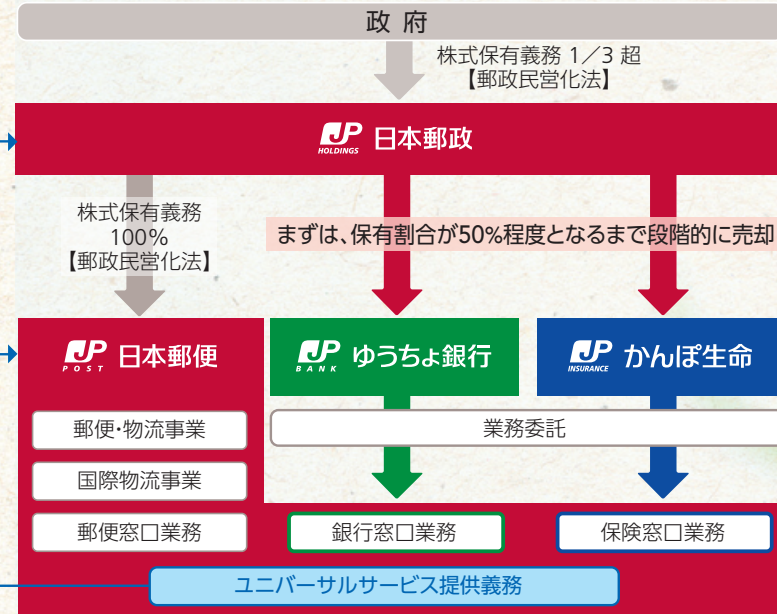 政府
株式保有義務 1／3 超
【郵政民営化法】
JP HOLDINGS 日本郵政
株式保有義務
100％
【郵政民営化法】
まずは、保有割合が50%程度となるまで段階的に売却
JP POST 日本郵便
JP BANK ゆうちょ銀行
JP INSURANCE かんぽ生命
郵便・物流事業
業務委託
国際物流事業
郵便窓口業務
銀行窓口業務
保険窓口業務
ユニバーサルサービス提供義務